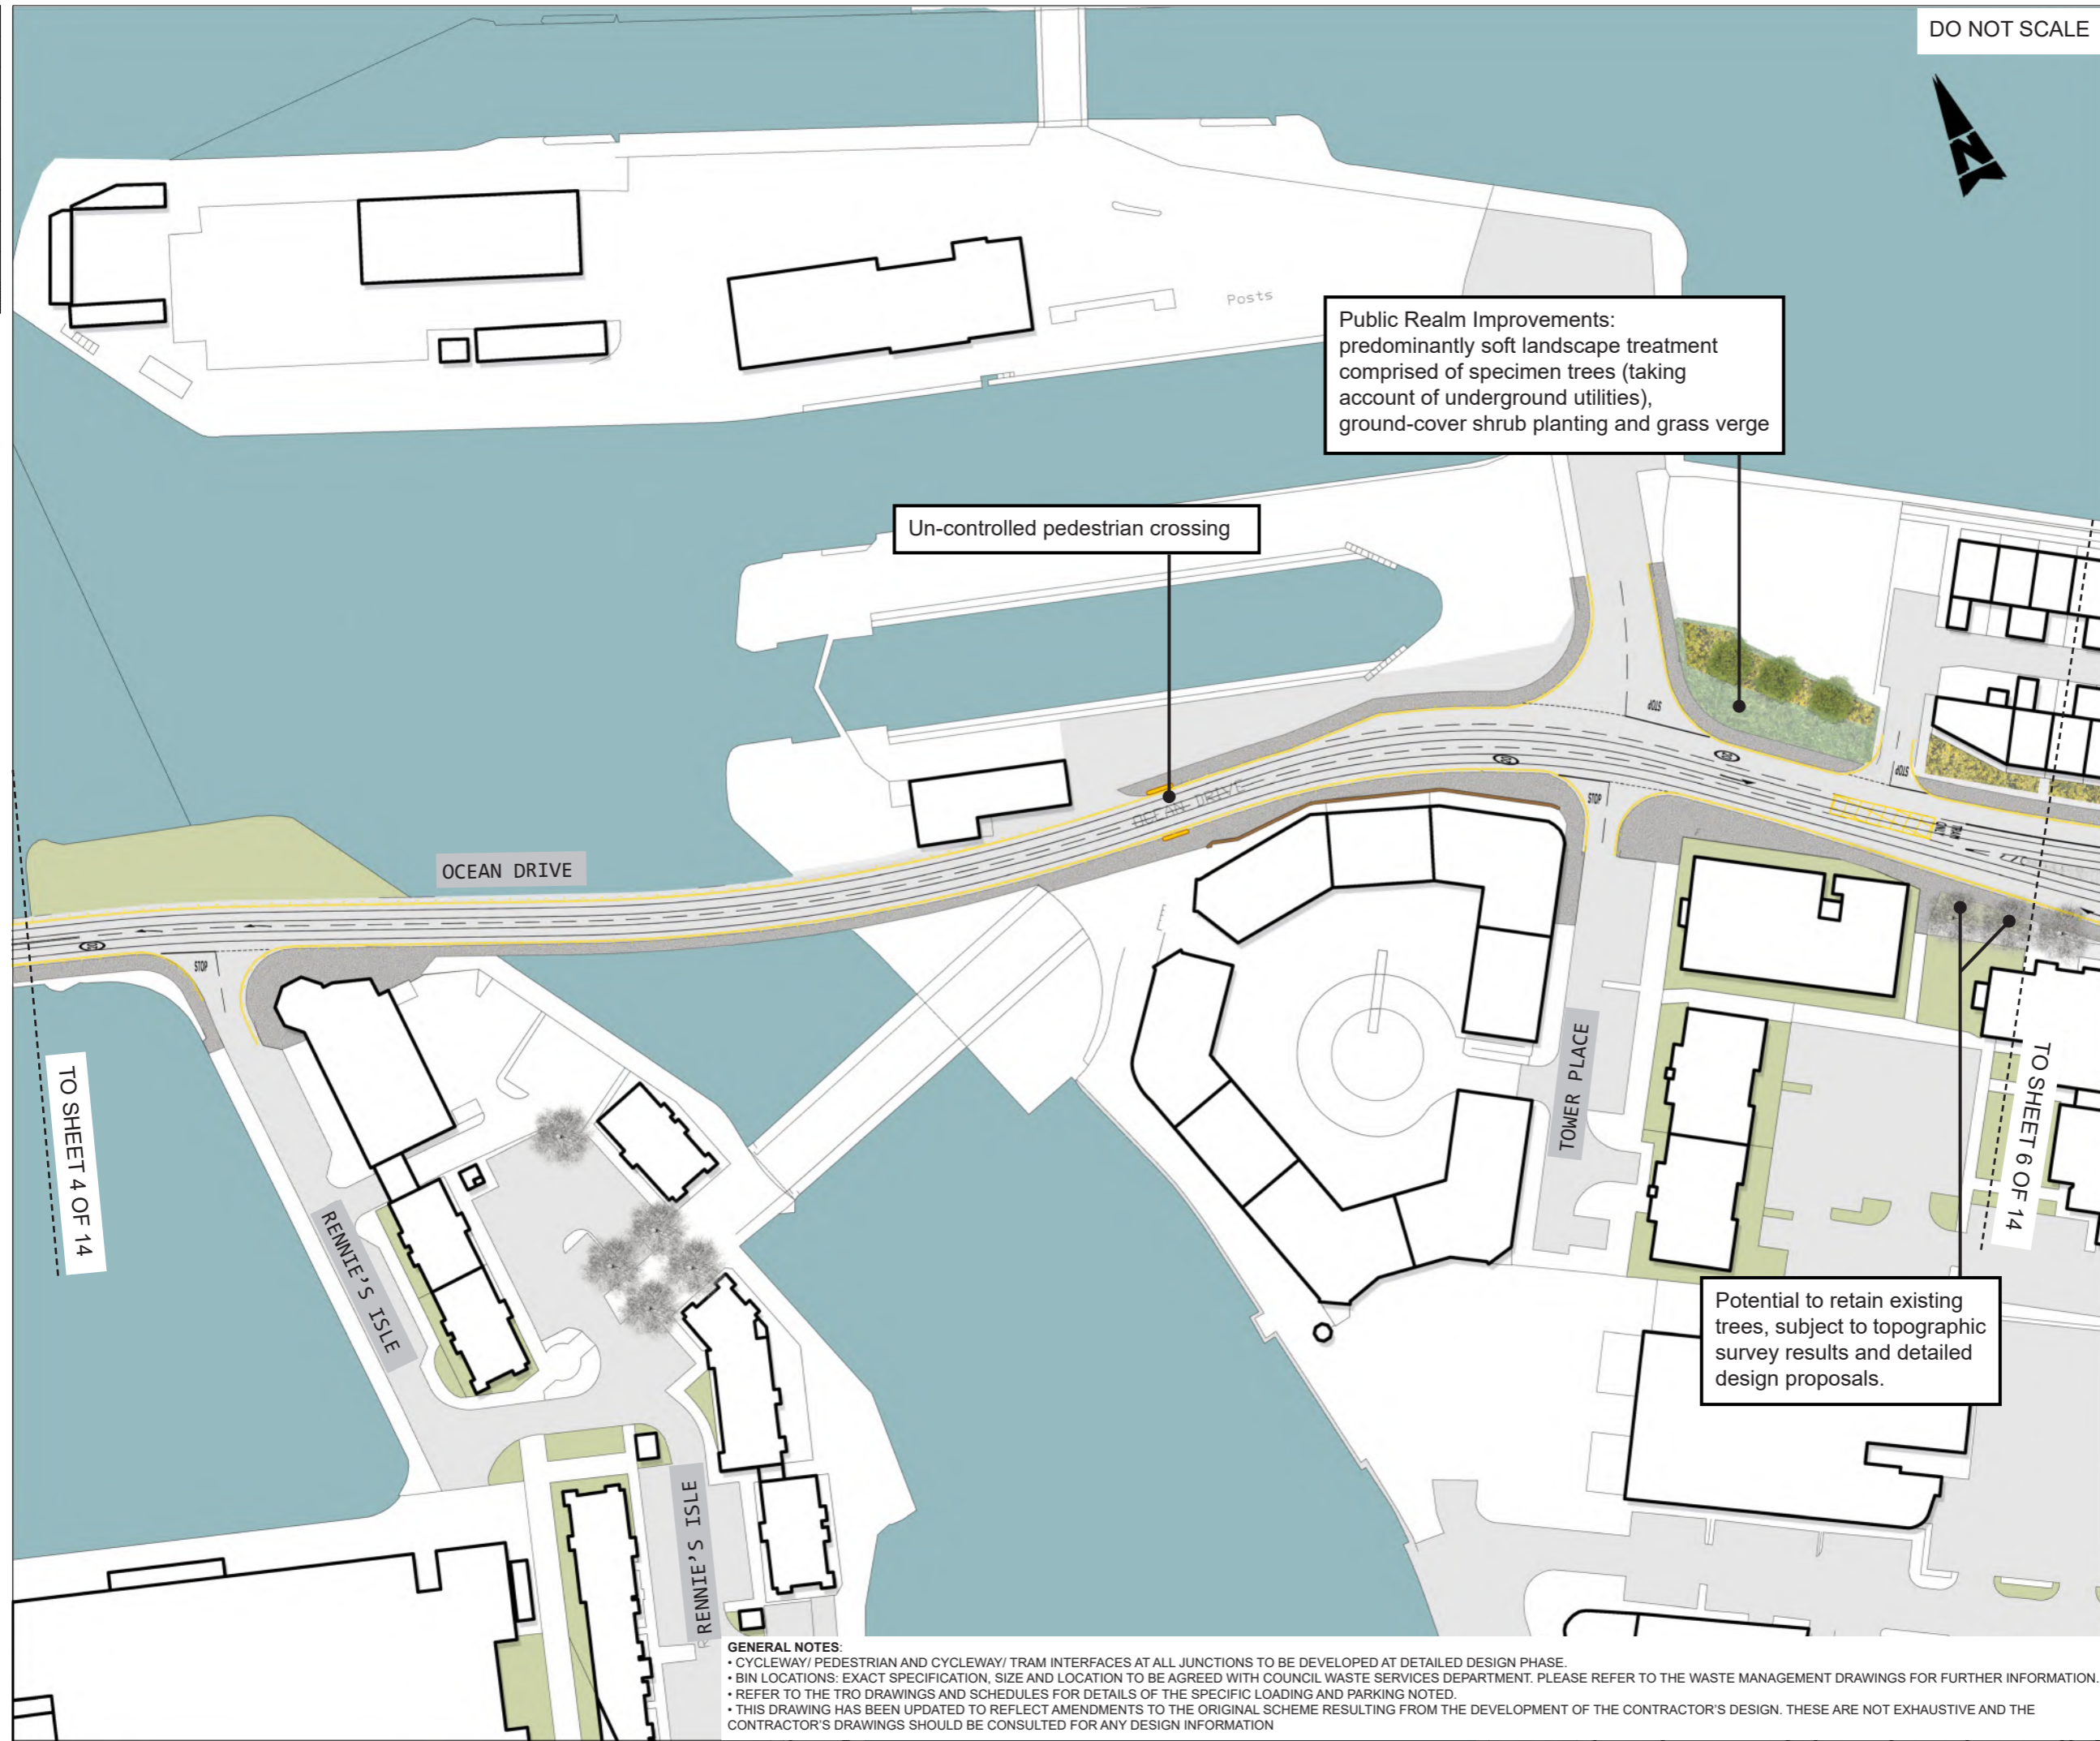 DO NOT SCALE
N
Posts
Public Realm Improvements:
predominantly soft landscape treatment
comprised of specimen trees (taking
account of underground utilities),
ground-cover shrub planting and grass verge
Un-controlled pedestrian crossing
STOP
STOP
OCEAN DRIVE
STOP
OCEAN DRIVE
STOP
TOWER PLACE
TO SHEET 4 OF 14
TO SHEET 6 OF 14
RENNIE'S ISLE
Potential to retain existing
trees, subject to topographic
survey results and detailed
design proposals.
RENNIE'S ISLE
GENERAL NOTES:
• CYCLEWAY/ PEDESTRIAN AND CYCLEWAY/ TRAM INTERFACES AT ALL JUNCTIONS TO BE DEVELOPED AT DETAILED DESIGN PHASE.
• BIN LOCATIONS: EXACT SPECIFICATION, SIZE AND LOCATION TO BE AGREED WITH COUNCIL WASTE SERVICES DEPARTMENT. PLEASE REFER TO THE WASTE MANAGEMENT DRAWINGS FOR FURTHER INFORMATION.
• REFER TO THE TRO DRAWINGS AND SCHEDULES FOR DETAILS OF THE SPECIFIC LOADING AND PARKING NOTED.
• THIS DRAWING HAS BEEN UPDATED TO REFLECT AMENDMENTS TO THE ORIGINAL SCHEME RESULTING FROM THE DEVELOPMENT OF THE CONTRACTOR'S DESIGN. THESE ARE NOT EXHAUSTIVE AND THE
CONTRACTOR'S DRAWINGS SHOULD BE CONSULTED FOR ANY DESIGN INFORMATION